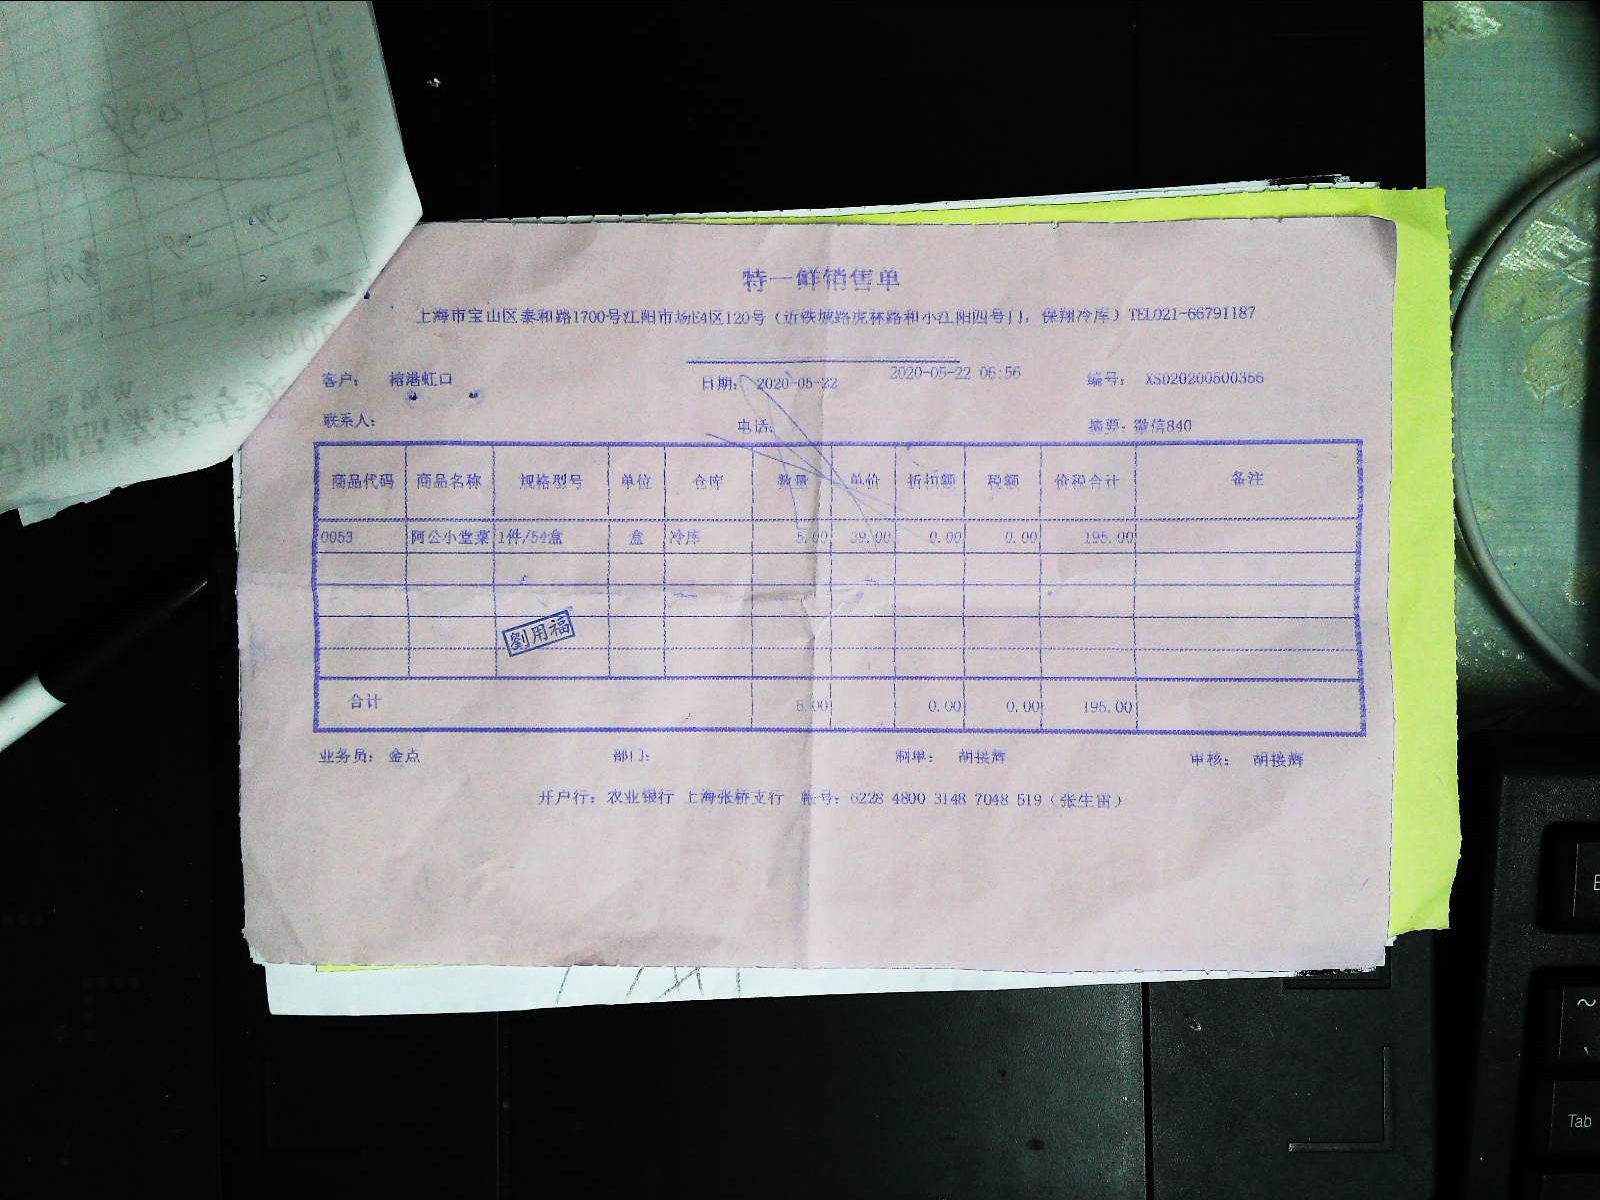 特一鲜销售单
上海市宝山区泰和路1700号江阳市场E4区120号（近铁城路虎林路和小江阳四号门，保翔冷库）TEL021-66791187
客户： 榕港虹口 日期： 2020-05-22 2020-05-22 06:56 编号： XSD20200500356
联系人： 电话： 摘要：微信840
商品代码 商品名称 规格型号 单位 仓库 数量 单价 折扣额 税额 价税合计 备注
0053 阿公小堂菜 1件/54盒 盒 冷库 5.00 39.00 0.00 0.00 195.00
劉用福
合计 5.00 0.00 0.00 195.00
业务员： 金点 部门： 制单： 胡接辉 审核： 胡接辉
开户行：农业银行 上海张桥支行 帐号：6228 4800 3148 7048 519（张生雷）
Tab